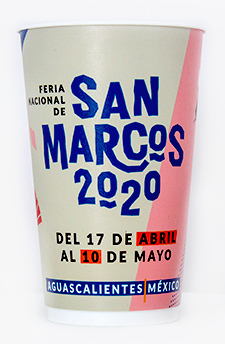 FERIA
NACIONAL
DE
SAN
MARCOS
2020
DEL 17 DE ABRIL
AL 10 DE MAYO
AGUASCALIENTES|MÉXICO